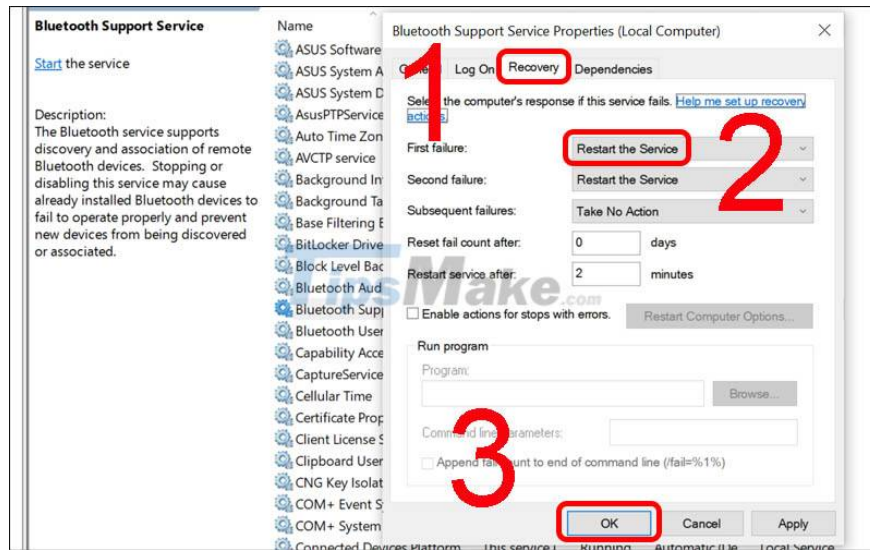 Bluetooth Support Service
Start the service
Description:
The Bluetooth service supports
discovery and association of remote
Bluetooth devices. Stopping or
disabling this service may cause
already installed Bluetooth devices to
fail to operate properly and prevent
new devices from being discovered
or associated.
Name
ASUS Software
ASUS System A
ASUS System D
AsusPTPService
Auto Time Zon
AVCTP service
Background In
Background Ta
Base Filtering E
BitLocker Drive
Block Level Bac
Bluetooth Aud
Bluetooth Supp
Bluetooth User
Capability Acce
CaptureService
Cellular Time
Certificate Prop
Client License S
Clipboard User
CNG Key Isolat
COM+ Event S
COM+ System
Connected Devices Platform This service i Running Automatic (De Local Service
Bluetooth Support Service Properties (Local Computer)
1
Log On Recovery Dependencies
Select the computer's response if this service fails. Help me set up recovery
actions.
2
First failure: Restart the Service
Second failure: Restart the Service
Subsequent failures: Take No Action
Reset fail count after: 0 days
Restart service after: 2 minutes
TipsMake.com
Enable actions for stops with errors. Restart Computer Options...
Run program
Program:
Browse...
3
Command line parameters:
Append fail count to end of command line (/fail=%1%)
OK Cancel Apply